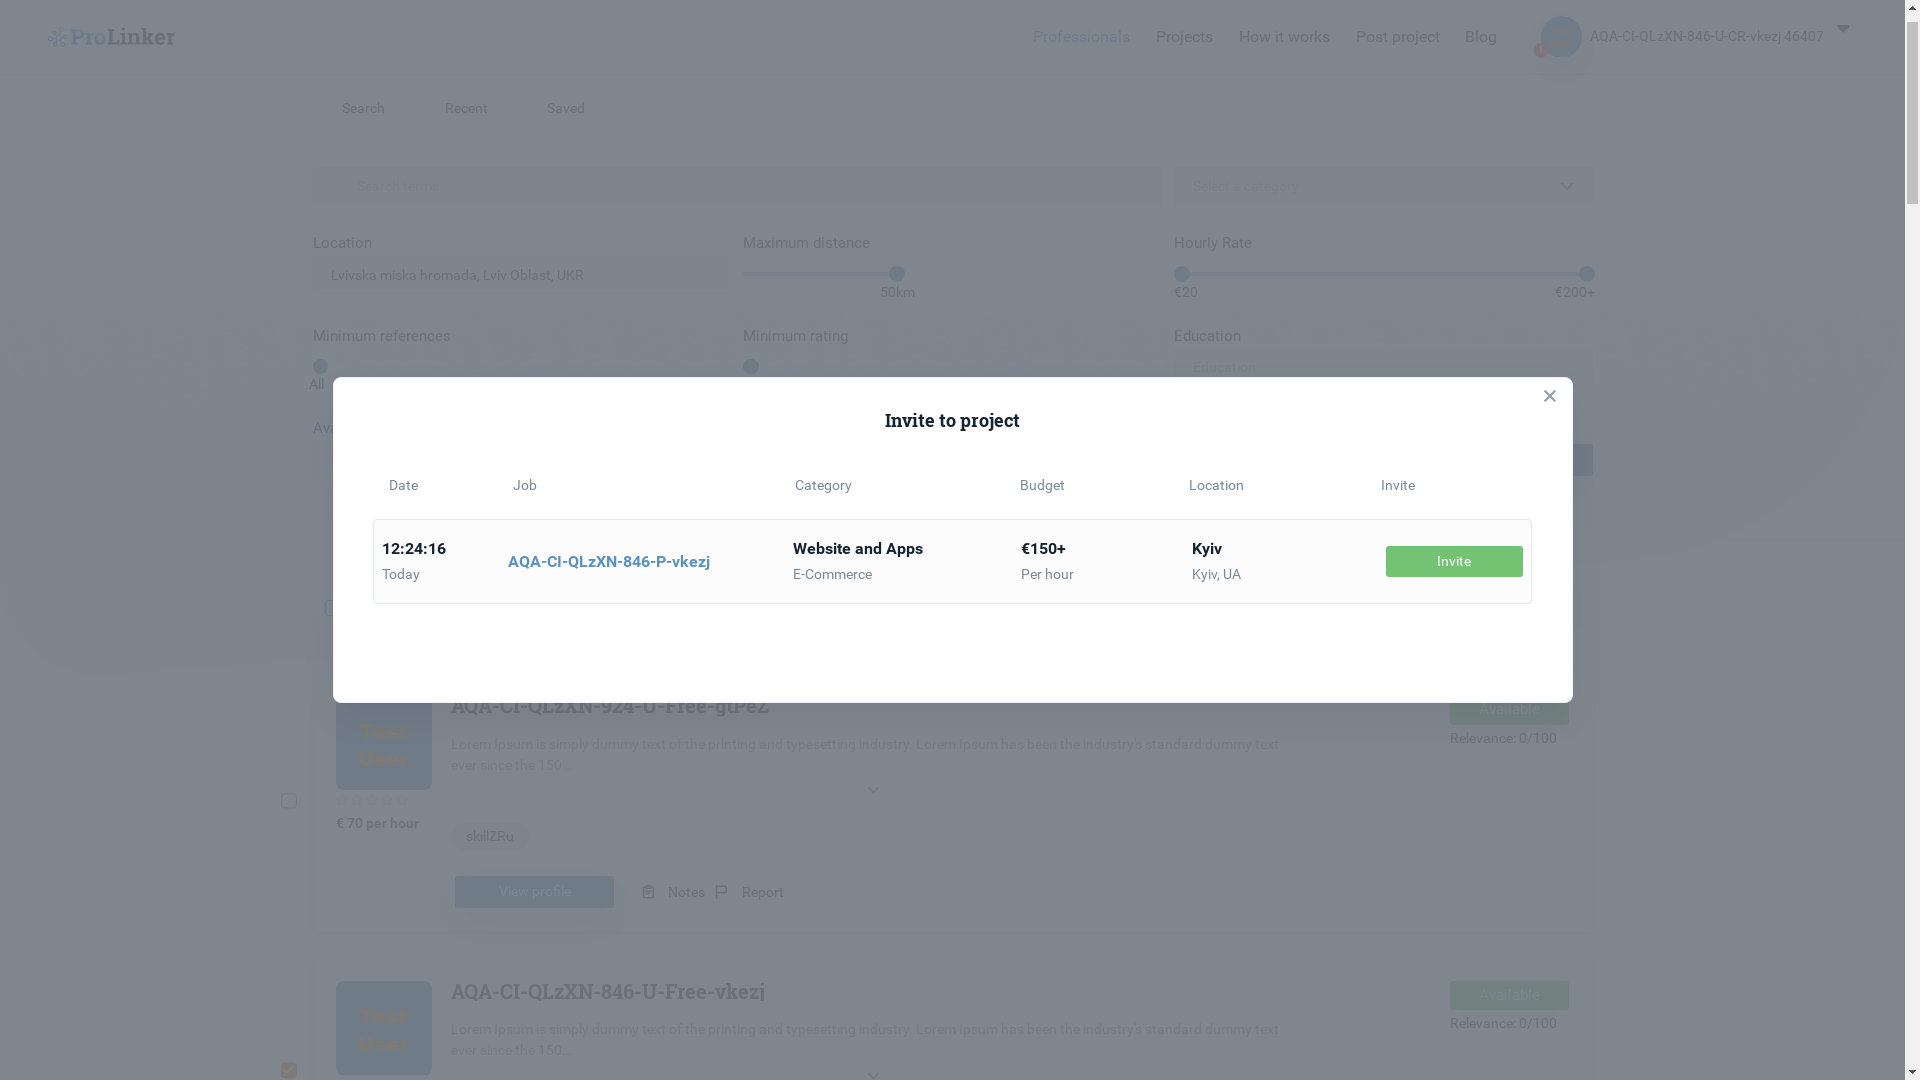 ProLinker
Professionals Projects How it works Post project Blog
AQA-CI-QLzXN-846-U-CR-vkezj 46407
Search Recent Saved
Search terms
Select a category
Location
Lvivska miska hromada, Lviv Oblast, UKR
Maximum distance
50km
Hourly Rate
€20 €200+
Minimum references
All
Minimum rating
Education
Education
Invite to project
Date Job Category Budget Location Invite
12:24:16
Today
AQA-CI-QLzXN-846-P-vkezj
Website and Apps
E-Commerce
€150+
Per hour
Kyiv
Kyiv, UA
Invite
AQA-CI-QLzXN-924-U-Free-gtPeZ
Available
Relevance: 0/100
Test
User
Lorem Ipsum is simply dummy text of the printing and typesetting industry. Lorem Ipsum has been the industry's standard dummy text
ever since the 150...
€ 70 per hour
skillZRu
View profile Notes Report
AQA-CI-QLzXN-846-U-Free-vkezj
Available
Relevance: 0/100
Test
User
Lorem Ipsum is simply dummy text of the printing and typesetting industry. Lorem Ipsum has been the industry's standard dummy text
ever since the 150...